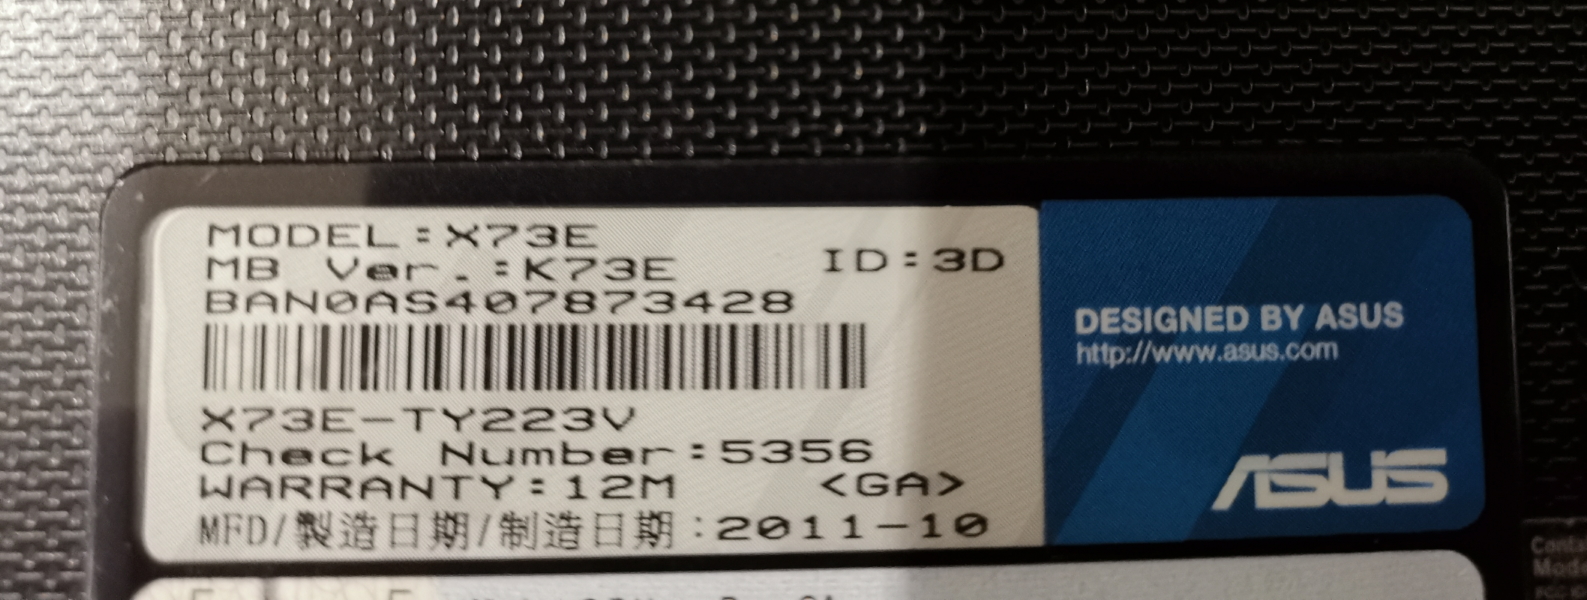 MODEL:X73E
MB Ver.:K73E
ID:3D
BAN0AS407873428
X73E-TY223V
Check Number:5356
WARRANTY:12M <GA>
MFD/製造日期/制造日期:2011-10
DESIGNED BY ASUS
http://www.asus.com
ASUS